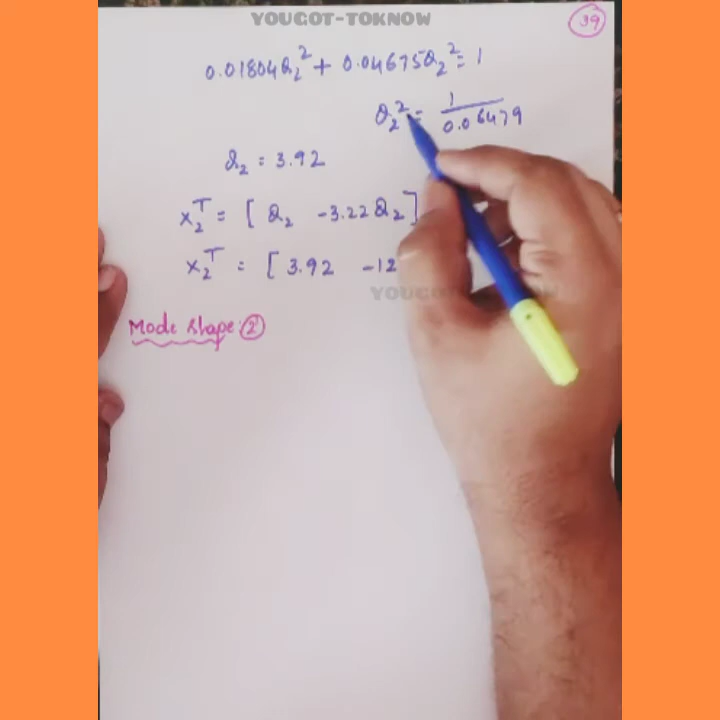 YOUGOT-TOKNOW
39
0.01804Q₂² + 0.04675Q₂² = 1
Q₂² = 1/0.06479
Q₂ = 3.92
X₂ᵀ = [ Q₂ -3.22Q₂ ]
X₂ᵀ = [ 3.92 -12
Mode shape: 2